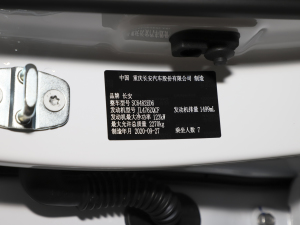 中国 重庆长安汽车股份有限公司 制造
品牌 长安
整车型号 SC6482ED6
发动机型号 JL476ZQCF 发动机排量 1499mL
发动机最大净功率 122kW
最大允许总质量 2270kg
制造年月 2020-09-27 乘坐人数 7